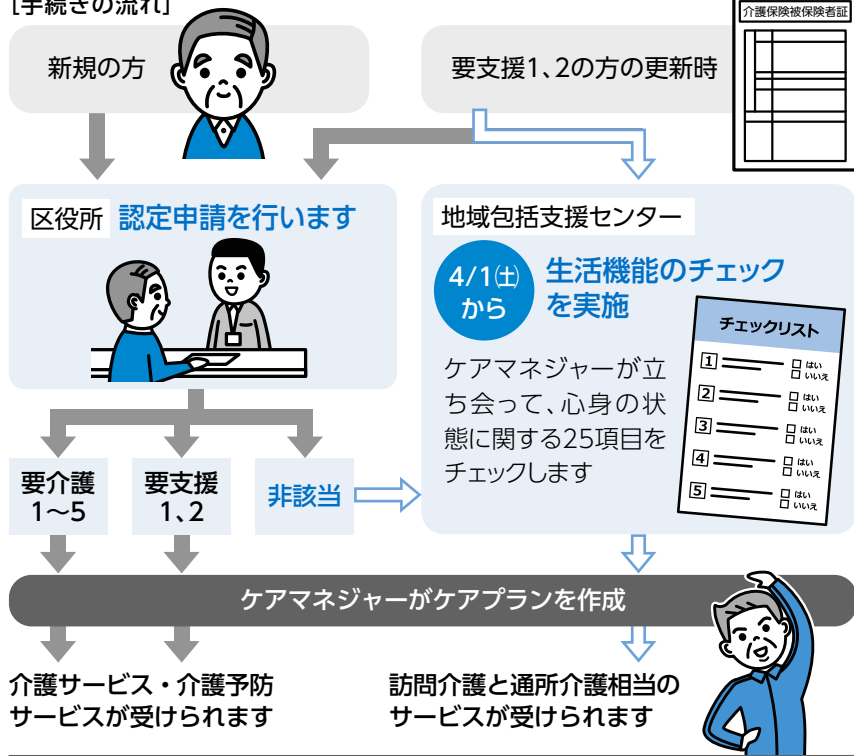 [手続きの流れ]
介護保険被保険者証
新規の方
要支援1、2の方の更新時
区役所 認定申請を行います
地域包括支援センター
4/1㈯
から
生活機能のチェック
を実施
ケアマネジャーが立
ち会って、心身の状
態に関する25項目を
チェックします
チェックリスト
1 はい
いいえ
2 はい
いいえ
3 はい
いいえ
4 はい
いいえ
5 はい
いいえ
要介護
1～5
要支援
1、2
非該当
ケアマネジャーがケアプランを作成
介護サービス・介護予防
サービスが受けられます
訪問介護と通所介護相当の
サービスが受けられます